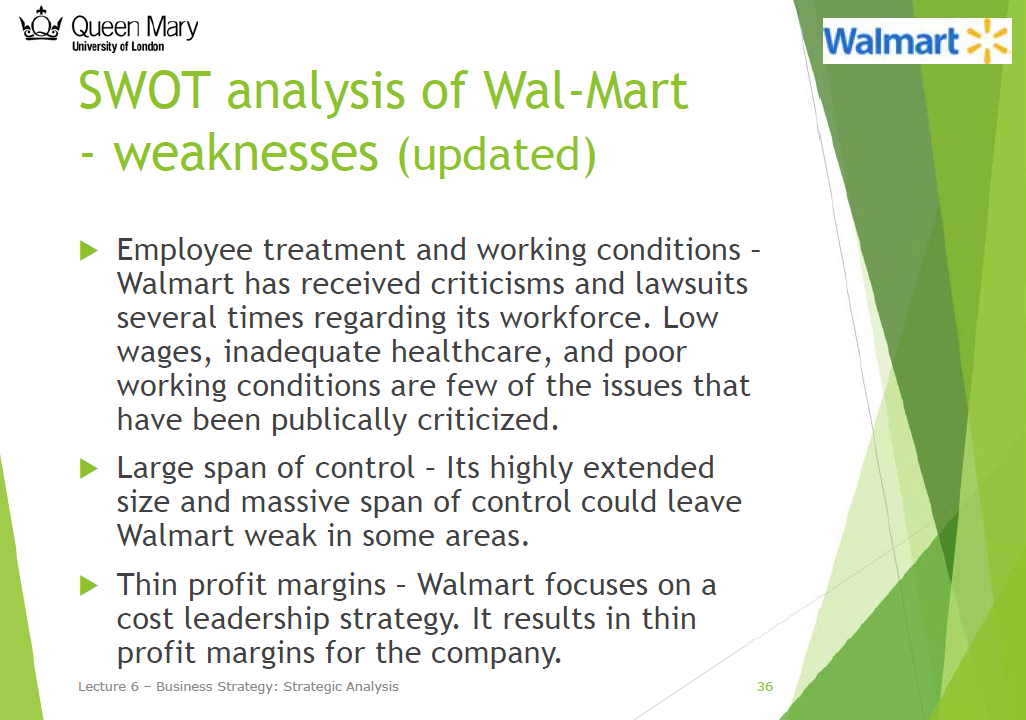 Queen Mary
University of London
Walmart
SWOT analysis of Wal-Mart
- weaknesses (updated)
Employee treatment and working conditions –
Walmart has received criticisms and lawsuits
several times regarding its workforce. Low
wages, inadequate healthcare, and poor
working conditions are few of the issues that
have been publically criticized.
Large span of control – Its highly extended
size and massive span of control could leave
Walmart weak in some areas.
Thin profit margins – Walmart focuses on a
cost leadership strategy. It results in thin
profit margins for the company.
Lecture 6 – Business Strategy: Strategic Analysis
36